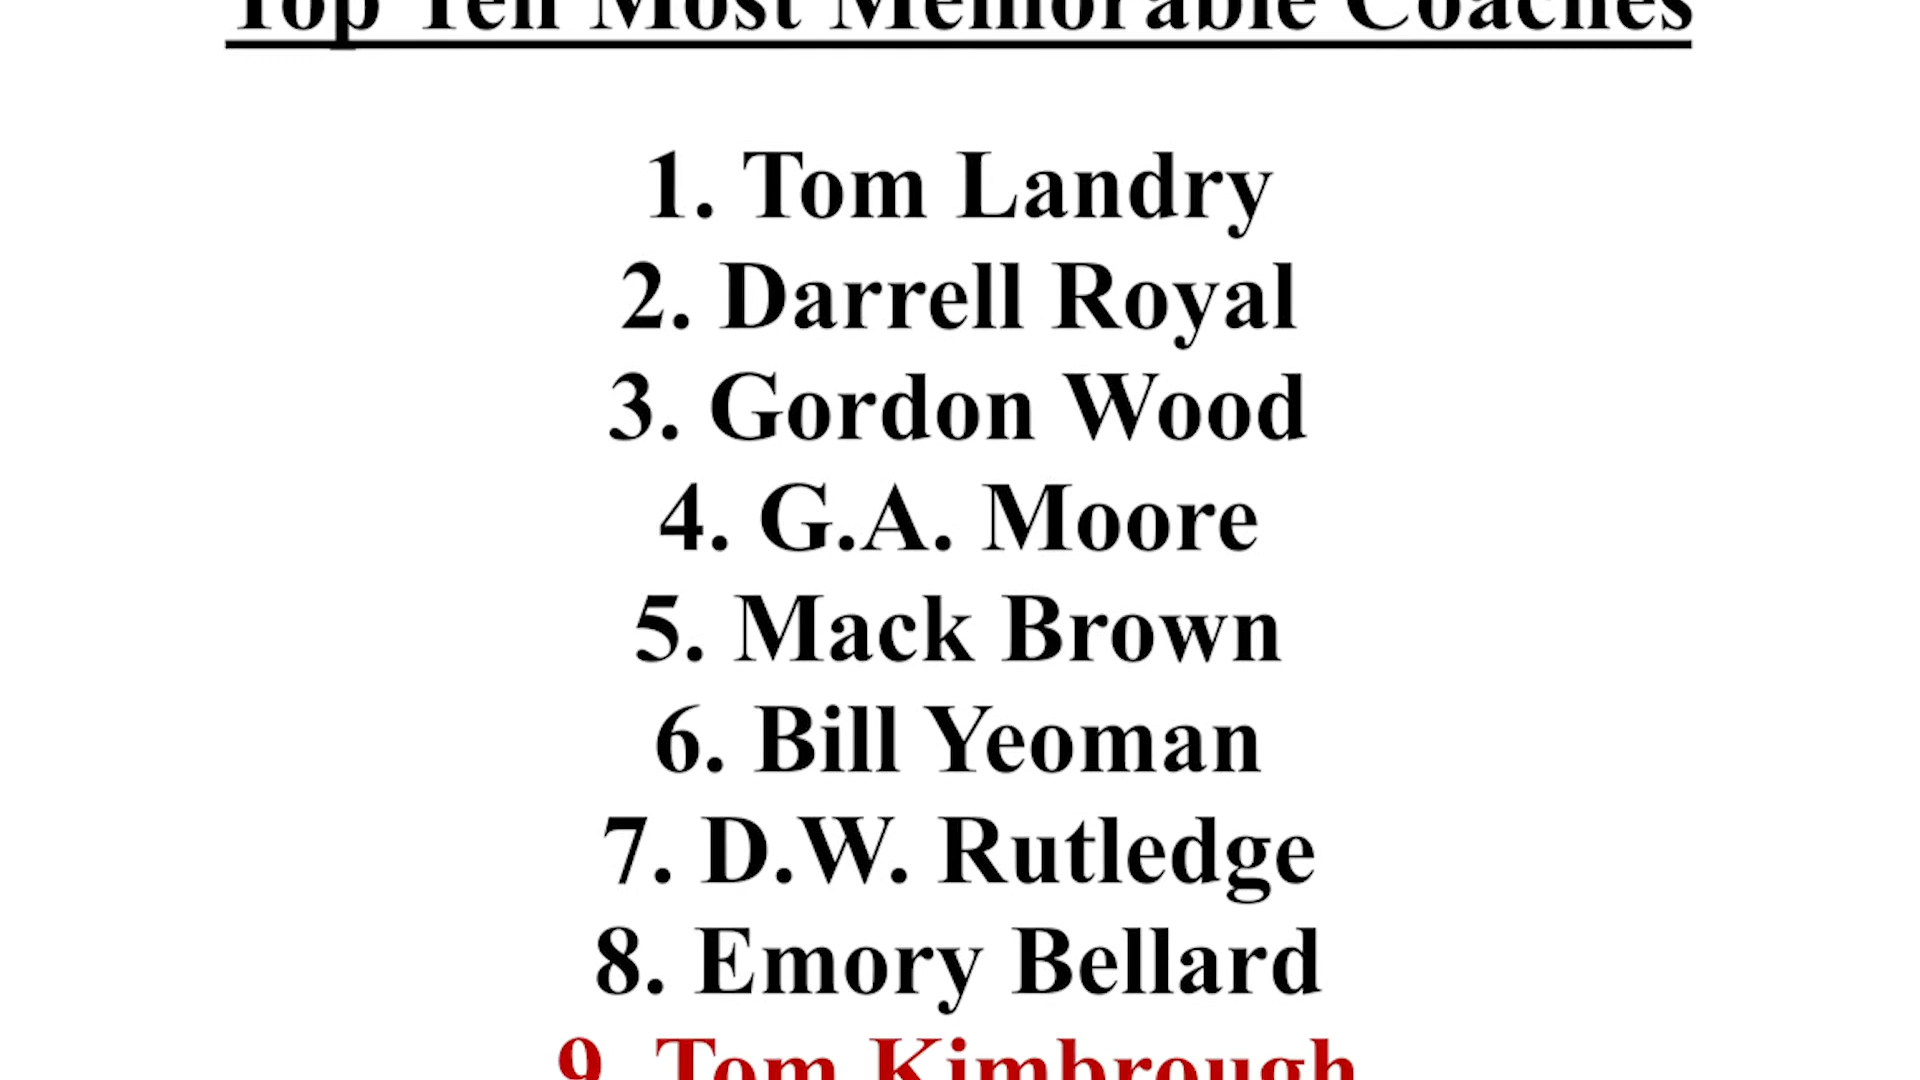 Top Ten Most Memorable Coaches
1. Tom Landry
2. Darrell Royal
3. Gordon Wood
4. G.A. Moore
5. Mack Brown
6. Bill Yeoman
7. D.W. Rutledge
8. Emory Bellard
9. Tom Kimbrough